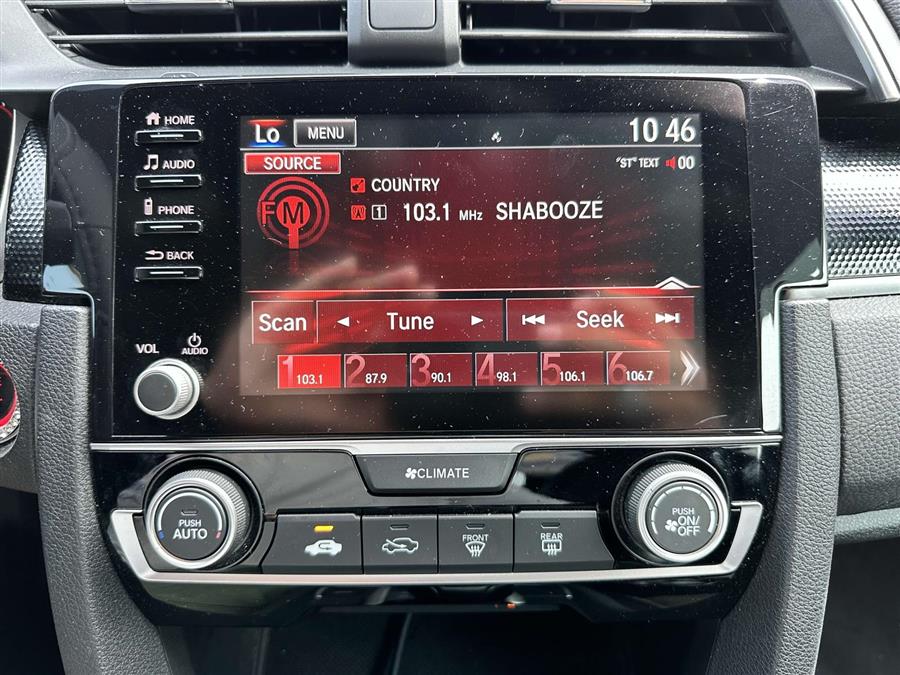 HOME
AUDIO
PHONE
BACK
VOL
AUDIO
Lo MENU 10 46
SOURCE "ST" TEXT 00
FM
COUNTRY
1 103.1 MHz SHABOOZE
Scan Tune Seek
1 103.1 2 87.9 3 90.1 4 98.1 5 106.1 6 106.7
CLIMATE
PUSH
AUTO
FRONT
REAR
PUSH
ON/
OFF